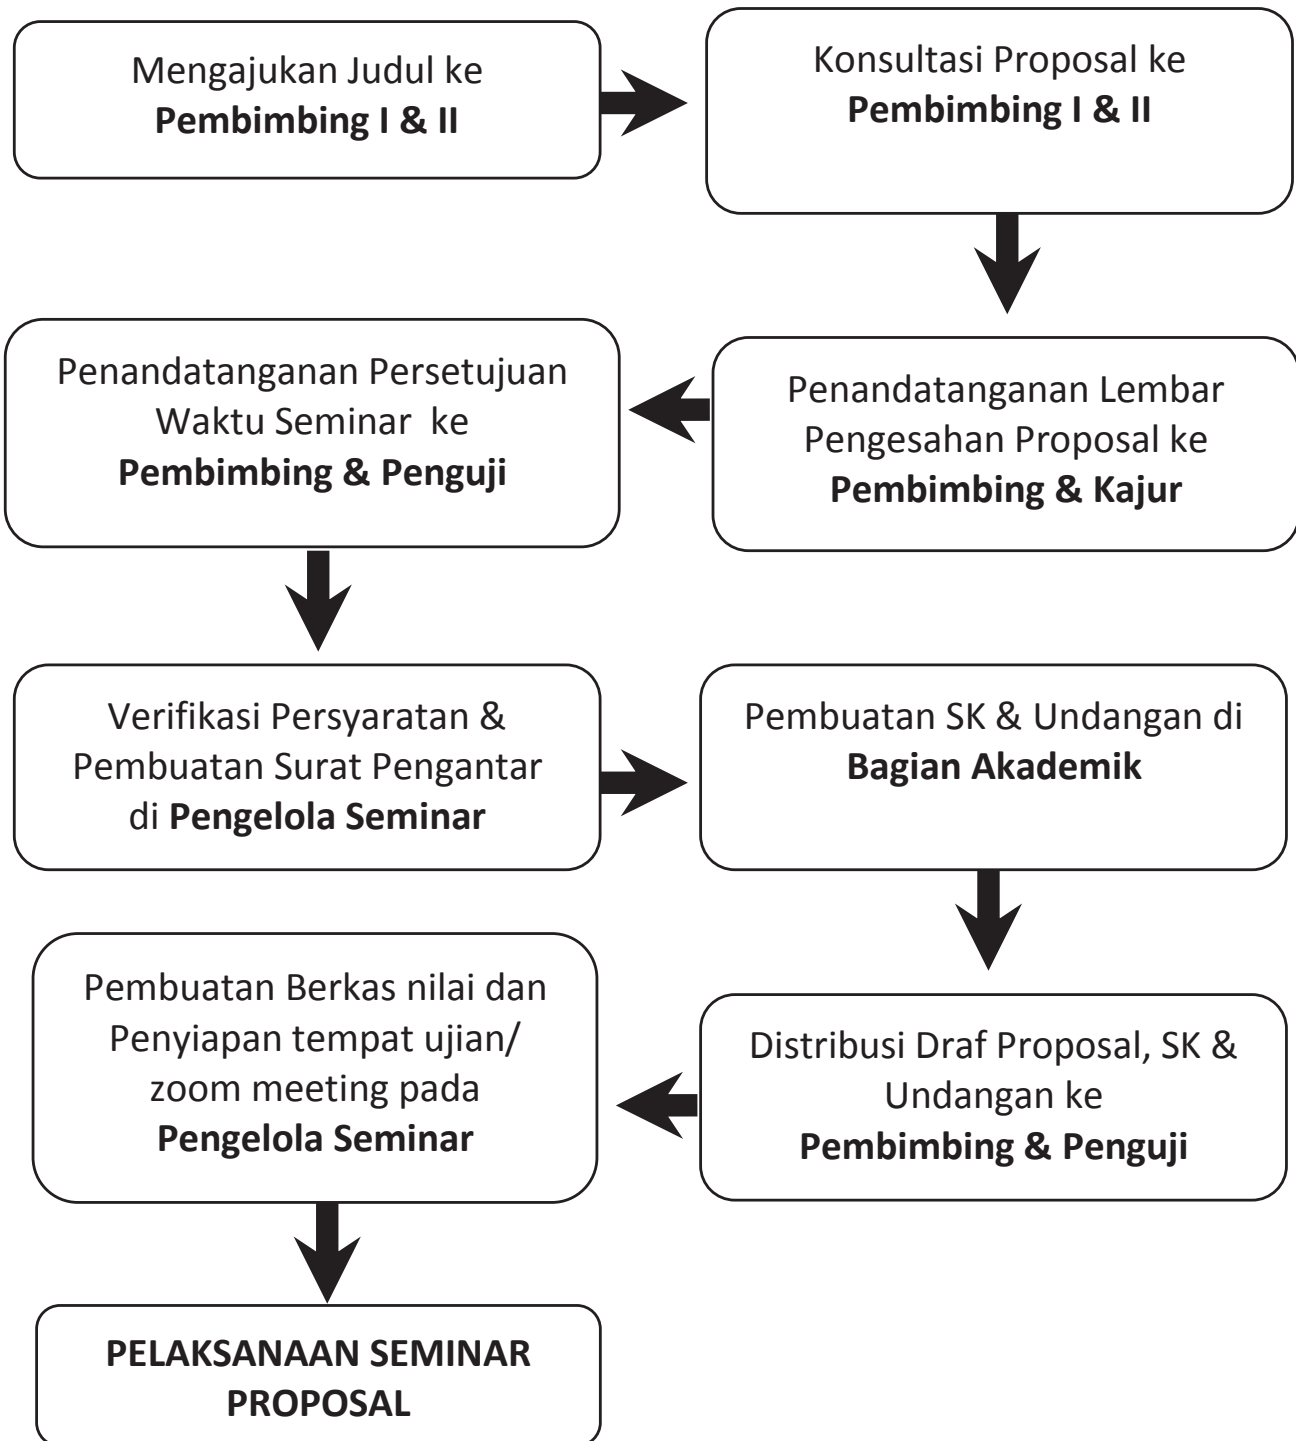 Mengajukan Judul ke
Pembimbing I & II
Konsultasi Proposal ke
Pembimbing I & II
Penandatanganan Lembar
Pengesahan Proposal ke
Pembimbing & Kajur
Penandatanganan Persetujuan
Waktu Seminar ke
Pembimbing & Penguji
Verifikasi Persyaratan &
Pembuatan Surat Pengantar
di Pengelola Seminar
Pembuatan SK & Undangan di
Bagian Akademik
Distribusi Draf Proposal, SK &
Undangan ke
Pembimbing & Penguji
Pembuatan Berkas nilai dan
Penyiapan tempat ujian/
zoom meeting pada
Pengelola Seminar
PELAKSANAAN SEMINAR
PROPOSAL